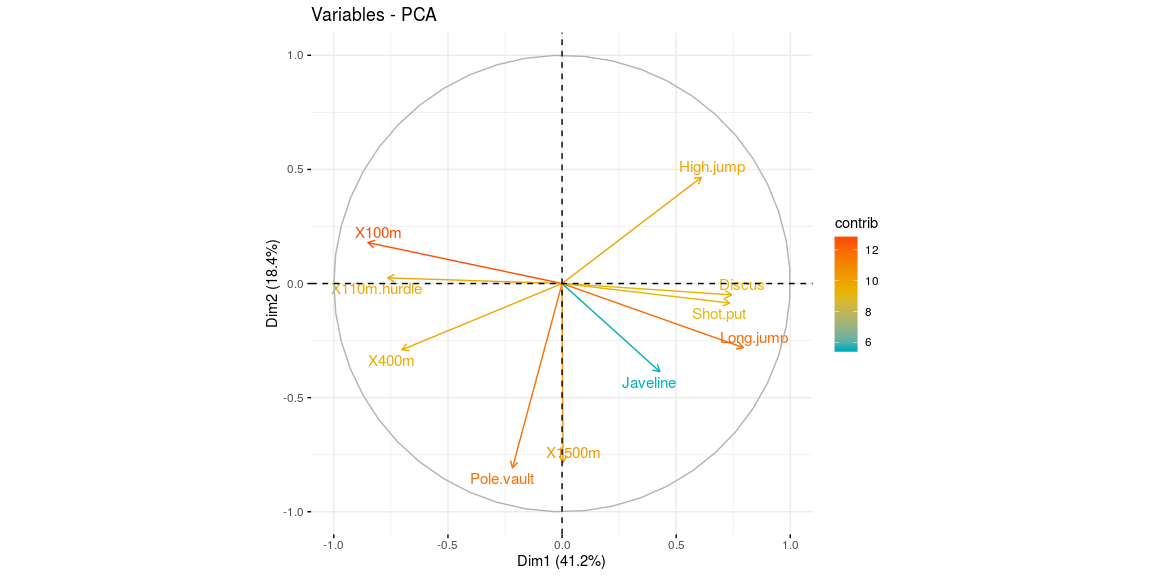 Variables - PCA
1.0
0.5
0.0
-0.5
-1.0
Dim2 (18.4%)
High.jump
X100m
X110m.hurdle
Discus
Shot.put
Long.jump
X400m
Javeline
X1500m
Pole.vault
-1.0 -0.5 0.0 0.5 1.0
Dim1 (41.2%)
contrib
12
10
8
6